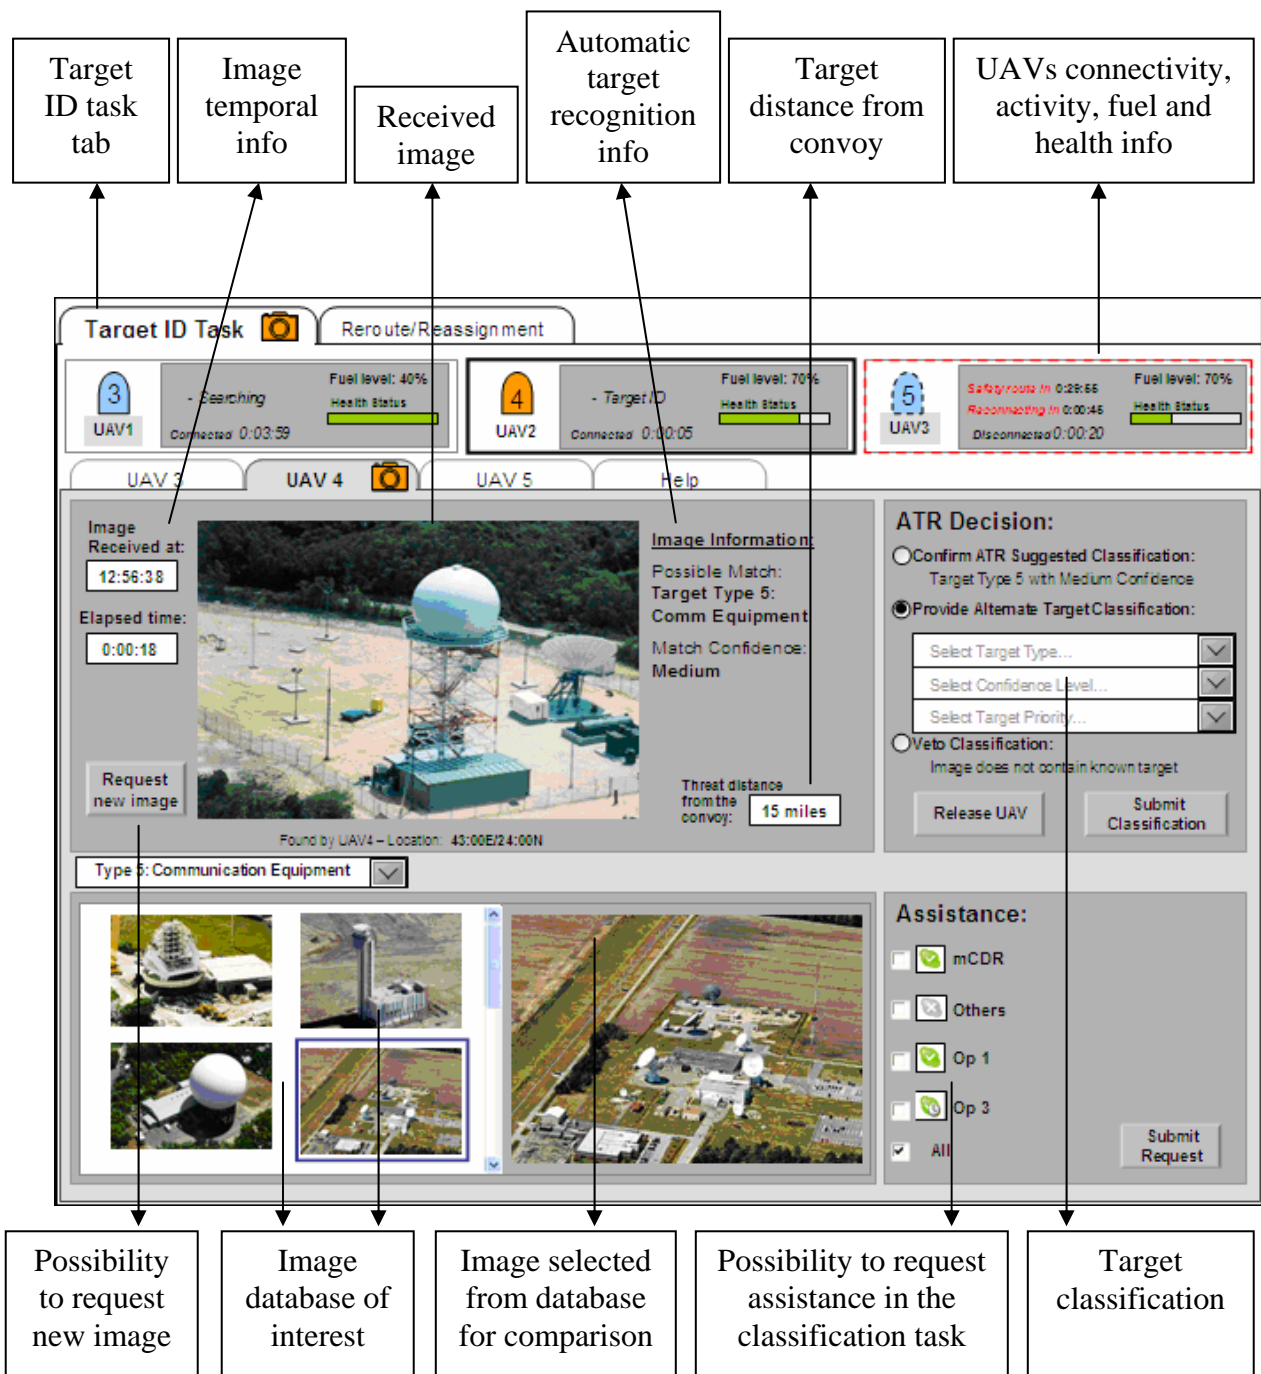 Target
ID task
tab
Image
temporal
info
Received
image
Automatic
target
recognition
info
Target
distance from
convoy
UAVs connectivity,
activity, fuel and
health info
Target ID Task
Reroute/Reassignment
3
UAV1
- Searching
Connected 0:03:59
Fuel level: 40%
Health Status
4
UAV2
- Target ID
Connected 0:00:05
Fuel level: 70%
Health Status
5
UAV3
Safety route in 0:29:55
Reconnecting in 0:00:45
Disconnected 0:00:20
Fuel level: 70%
Health Status
UAV 3
UAV 4
UAV 5
Help
Image
Received at:
12:56:38
Elapsed time:
0:00:18
Request
new image
Image Information:
Possible Match:
Target Type 5:
Comm Equipment
Match Confidence:
Medium
Threat distance
from the
convoy:
15 miles
Found by UAV4 – Location: 43:00E/24:00N
ATR Decision:
Confirm ATR Suggested Classification:
Target Type 5 with Medium Confidence
Provide Alternate Target Classification:
Select Target Type...
Select Confidence Level...
Select Target Priority...
Veto Classification:
Image does not contain known target
Release UAV
Submit
Classification
Type 5: Communication Equipment
Assistance:
mCDR
Others
Op 1
Op 3
All
Submit
Request
Possibility
to request
new image
Image
database of
interest
Image selected
from database
for comparison
Possibility to request
assistance in the
classification task
Target
classification